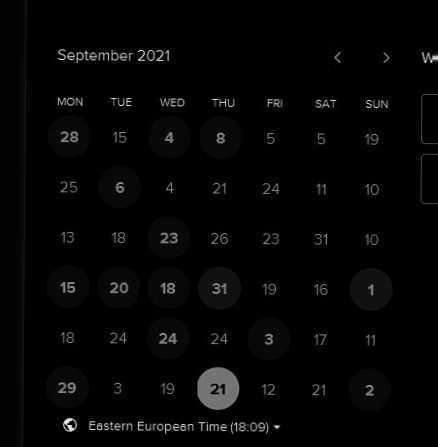 September 2021 < > W
MON TUE WED THU FRI SAT SUN
28 15 4 8 5 5 19
25 6 4 21 24 11 10
13 18 23 26 23 31 10
15 20 18 31 19 16 1
18 24 24 24 3 17 11
29 3 19 21 12 21 2
Eastern European Time (18:09)